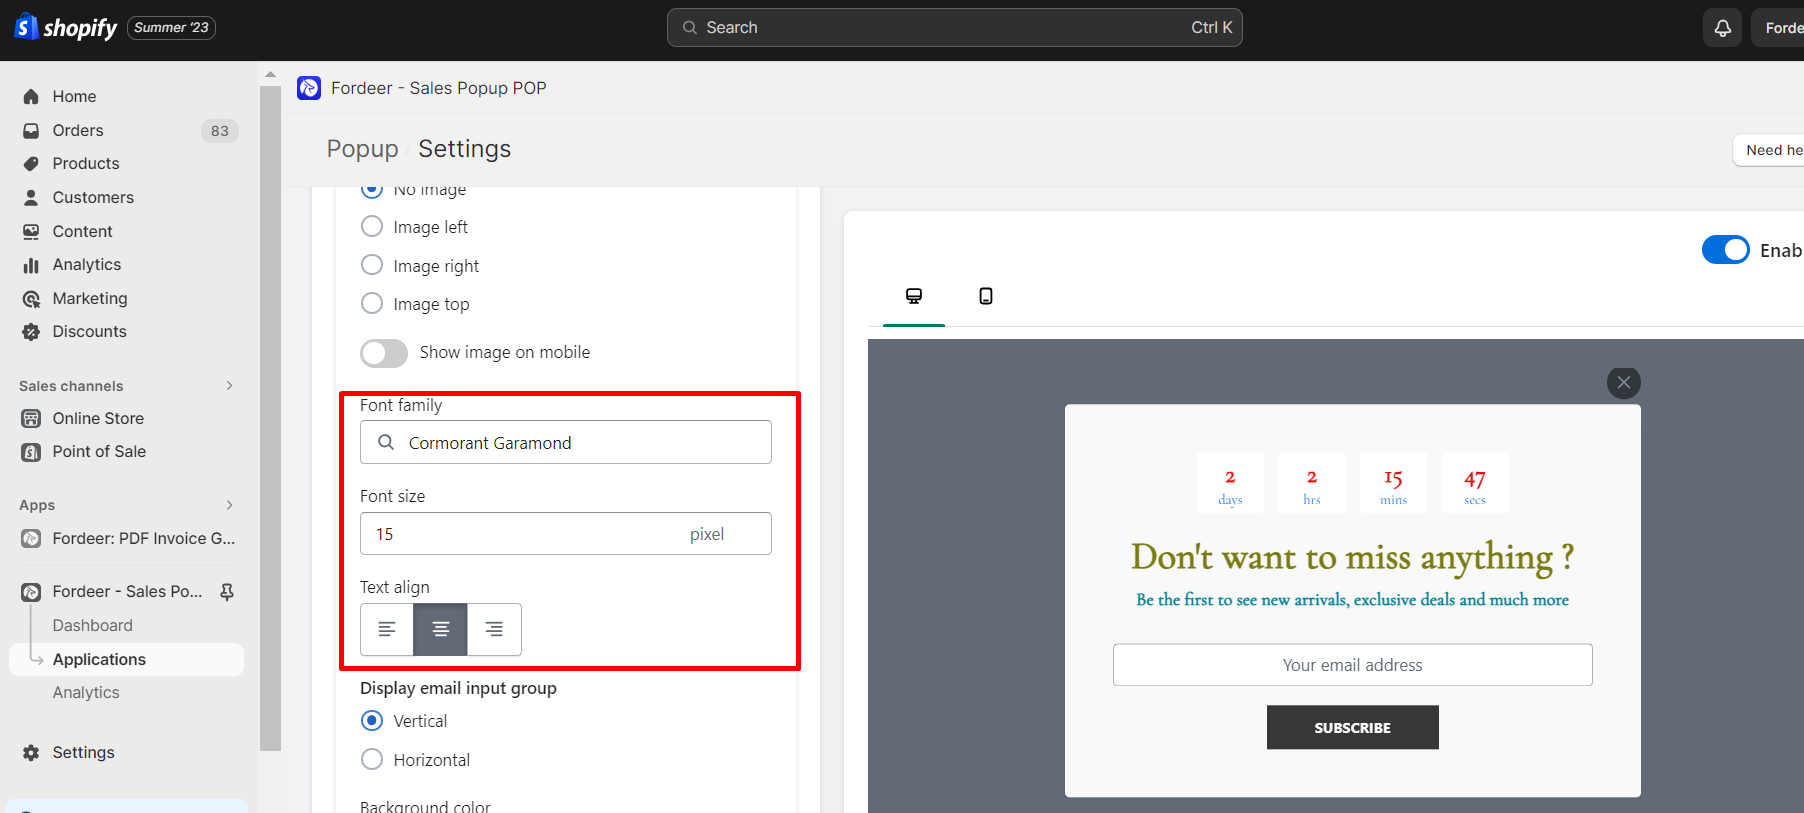 shopify Summer '23
Search Ctrl K
Forde
Home
Orders 83
Products
Customers
Content
Analytics
Marketing
Discounts
Sales channels
Online Store
Point of Sale
Apps
Fordeer: PDF Invoice G...
Fordeer - Sales Po...
Dashboard
Applications
Analytics
Settings
Fordeer - Sales Popup POP
Popup / Settings
Need he
No image
Image left
Image right
Image top
Show image on mobile
Font family
Cormorant Garamond
Font size
15 pixel
Text align
Display email input group
Vertical
Horizontal
Background color
Enab
2 2 15 47
days hrs mins secs
Don't want to miss anything ?
Be the first to see new arrivals, exclusive deals and much more
Your email address
SUBSCRIBE